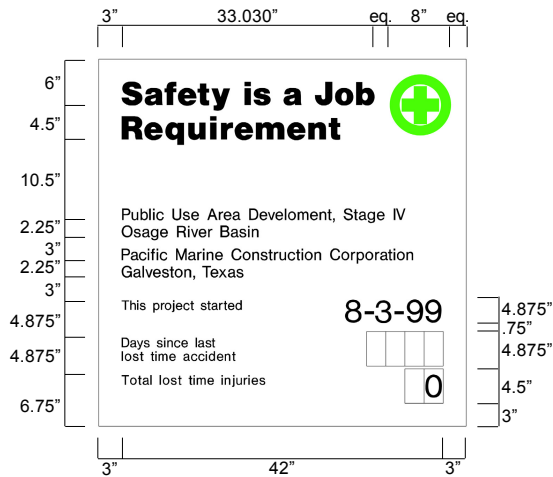 3” 33.030” eq. 8” eq.
6”
4.5”
10.5”
2.25”
3”
2.25”
3”
4.875”
4.875”
6.75”
Safety is a Job
Requirement
Public Use Area Develoment, Stage IV
Osage River Basin
Pacific Marine Construction Corporation
Galveston, Texas
This project started 8-3-99
Days since last
lost time accident
Total lost time injuries 0
4.875”
.75”
4.875”
4.5”
3”
3” 42” 3”